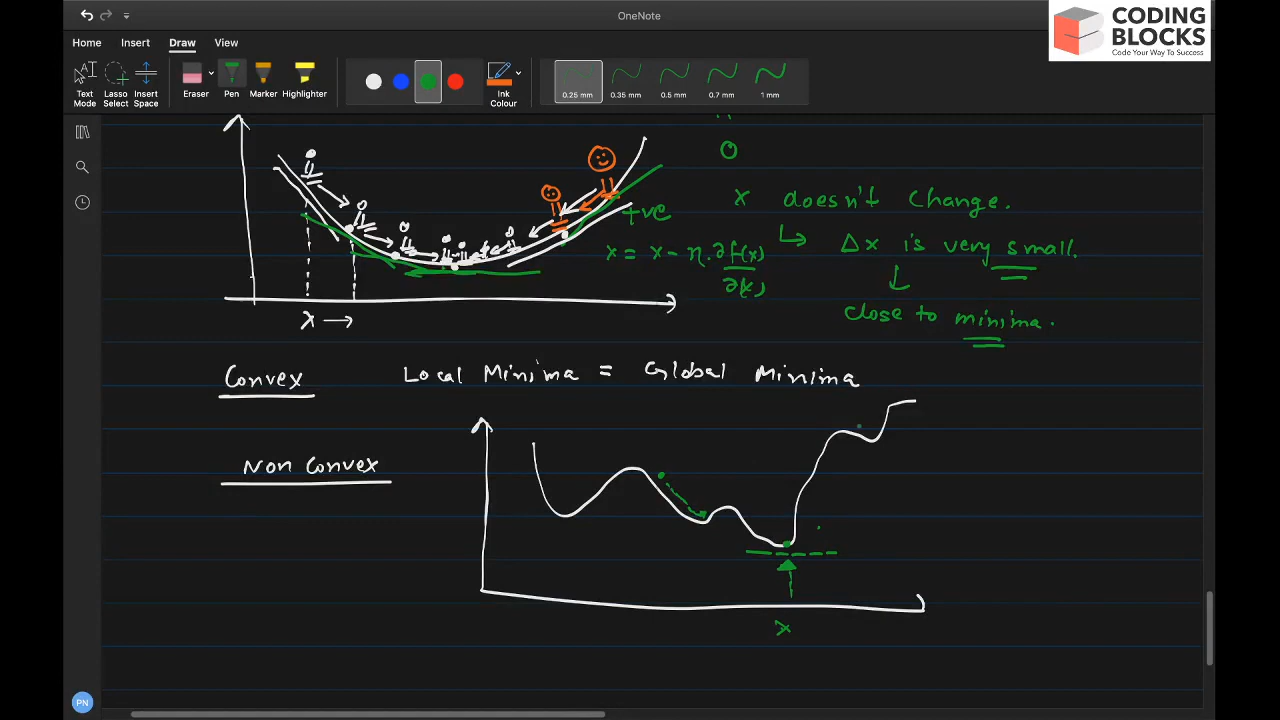 OneNote
CODING
BLOCKS
Code Your Way To Success
Home Insert Draw View
Text Mode
Lasso Select
Insert Space
Eraser
Pen
Marker
Highlighter
Ink Colour
0.25 mm
0.35 mm
0.5 mm
0.7 mm
1 mm
0
x doesn't change.
+ve
x = x - η. ∂f(x)
∂(x)
↳ Δx is very small.
close to minima.
x →
Convex Local Minima = Global Minima
Non Convex
x
PN